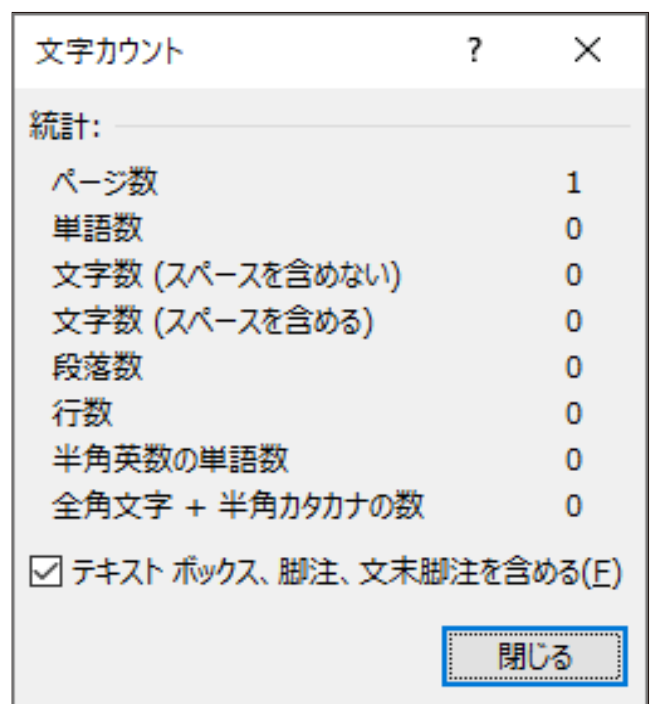 文字カウント ? ×
統計:
ページ数 1
単語数 0
文字数 (スペースを含めない) 0
文字数 (スペースを含める) 0
段落数 0
行数 0
半角英数の単語数 0
全角文字 + 半角カタカナの数 0
テキスト ボックス、脚注、文末脚注を含める(F)
閉じる